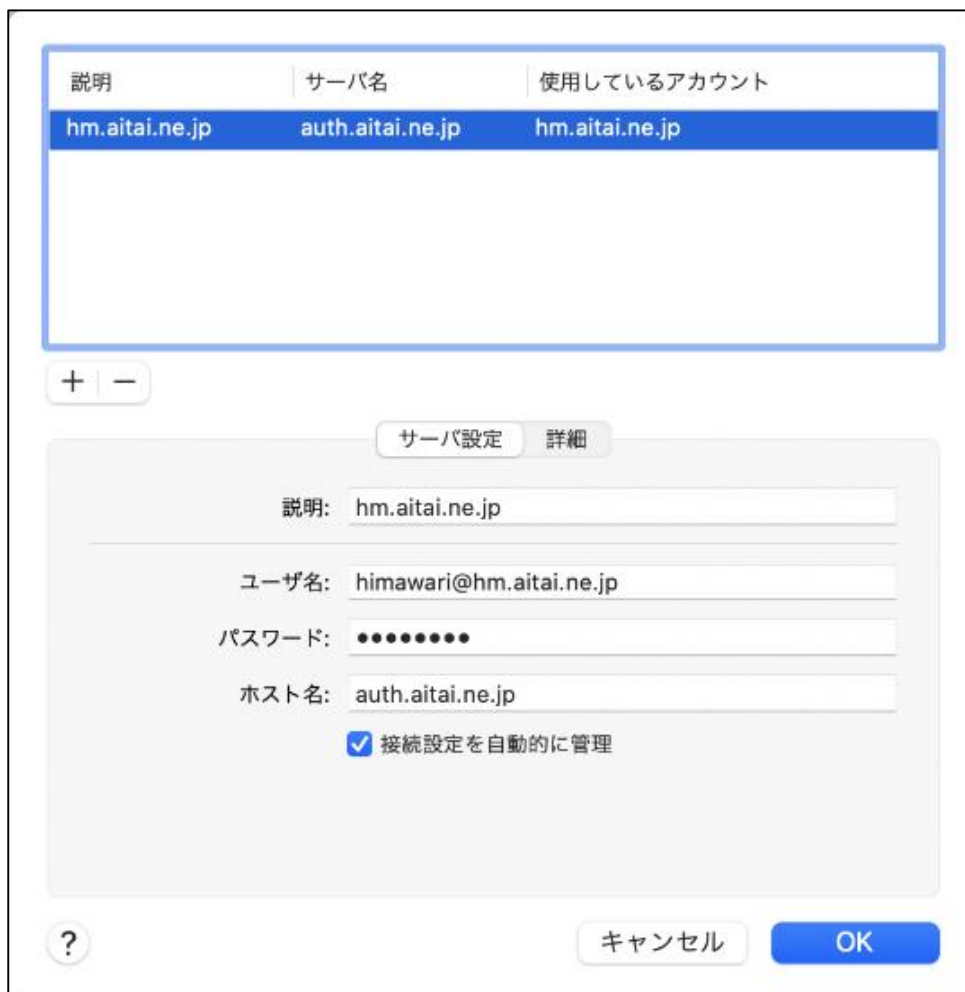 説明 サーバ名 使用しているアカウント
hm.aitai.ne.jp auth.aitai.ne.jp hm.aitai.ne.jp
+ −
サーバ設定 詳細
説明: hm.aitai.ne.jp
ユーザ名: himawari@hm.aitai.ne.jp
パスワード: ●●●●●●●●
ホスト名: auth.aitai.ne.jp
接続設定を自動的に管理
? キャンセル OK